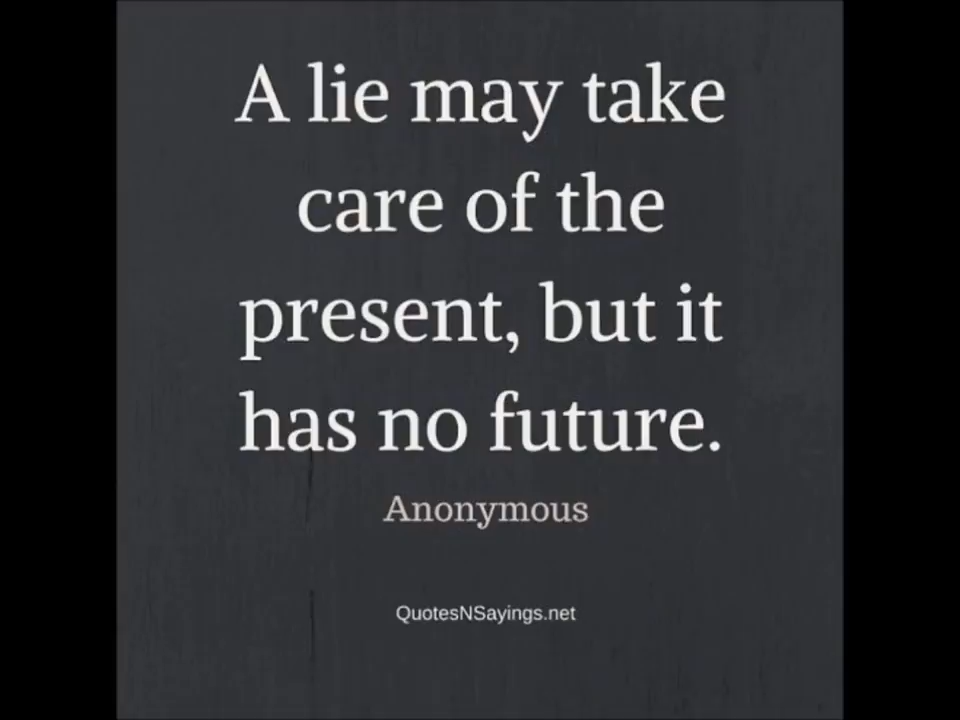 A lie may take
care of the
present, but it
has no future.
Anonymous
QuotesNSayings.net